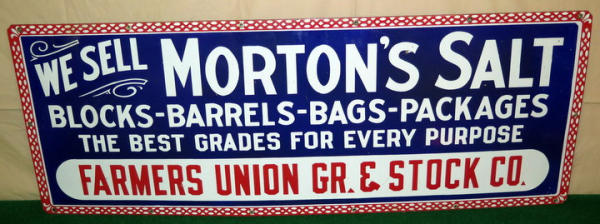 WE SELL MORTON'S SALT
BLOCKS-BARRELS-BAGS-PACKAGES
THE BEST GRADES FOR EVERY PURPOSE
FARMERS UNION GR. & STOCK CO.